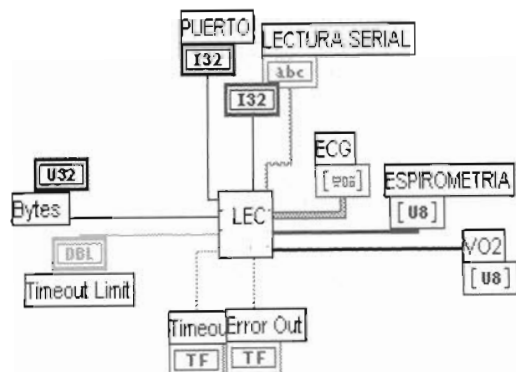 PUERTO
I32
LECTURA SERIAL
abc
I32
ECG
ESPIROMETRIA
[U8]
U32
Bytes
LEC
VO2
[U8]
DBL
Timeout Limit
Timeou
TF
Error Out
TF